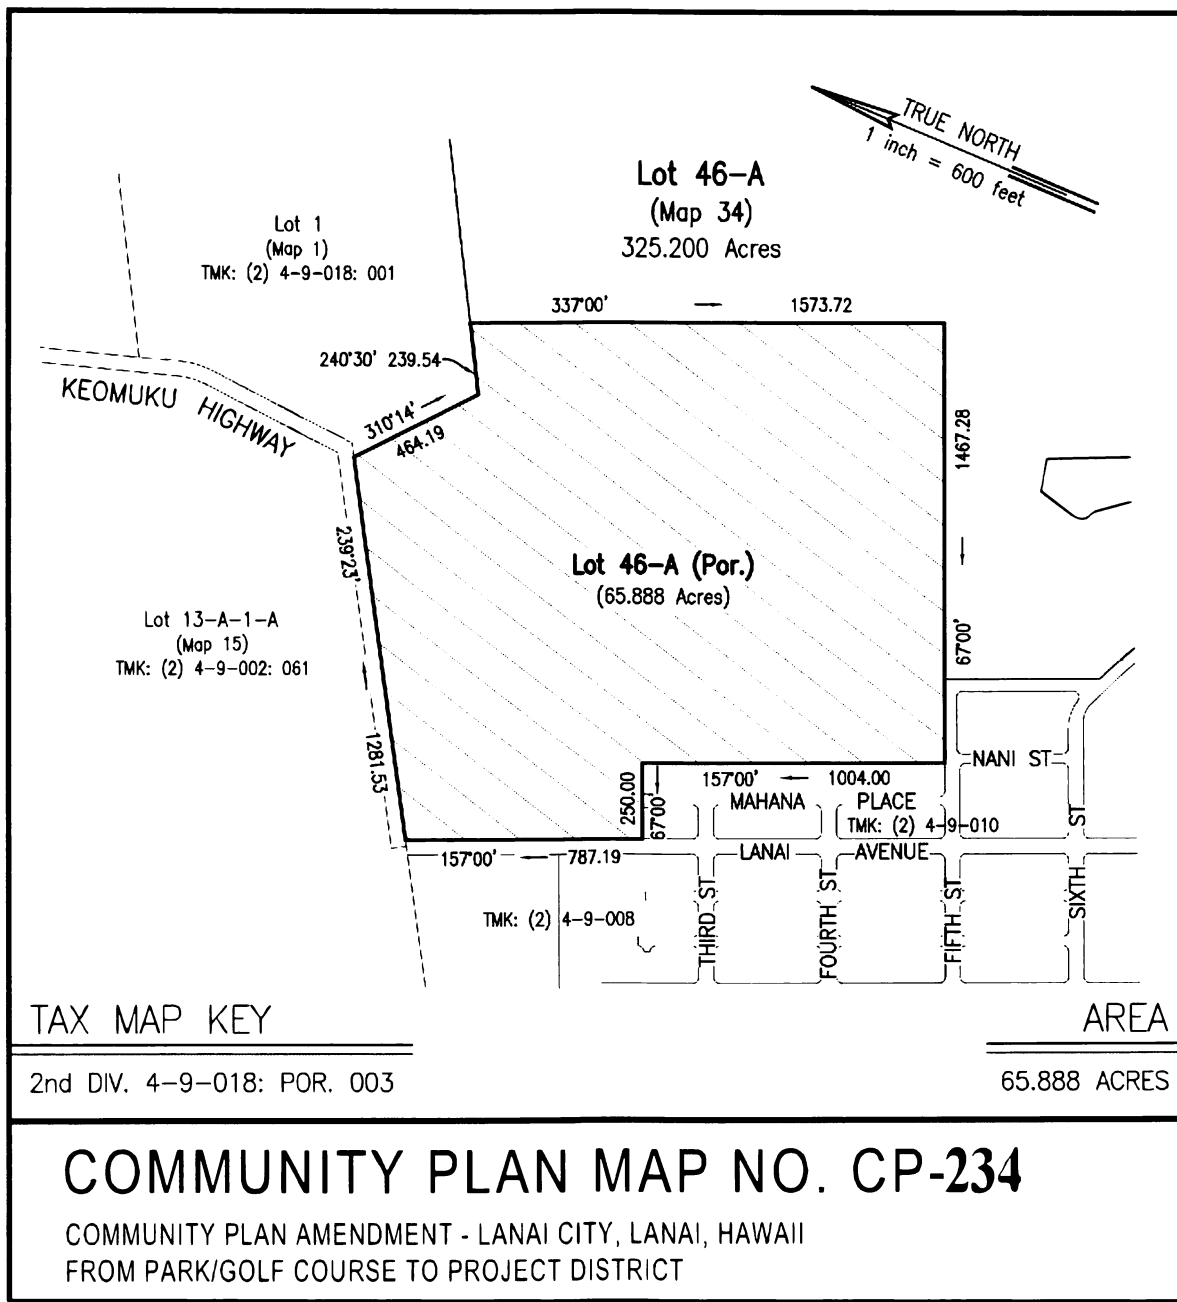 TRUE NORTH
1 inch = 600 feet
Lot 46-A
(Map 34)
325.200 Acres
Lot 1
(Map 1)
TMK: (2) 4-9-018: 001
337°00' 1573.72
240°30' 239.54
KEOMUKU HIGHWAY
310°14'
464.19
1467.28
67°00'
239°23'
1281.53
Lot 46-A (Por.)
(65.888 Acres)
Lot 13-A-1-A
(Map 15)
TMK: (2) 4-9-002: 061
NANI ST
157°00' 1004.00
250.00
67°00'
MAHANA PLACE
TMK: (2) 4-9-010
LANAI AVENUE
157°00' 787.19
TMK: (2) 4-9-008
THIRD ST
FOURTH ST
FIFTH ST
SIXTH ST
TAX MAP KEY
2nd DIV. 4-9-018: POR. 003
AREA
65.888 ACRES
COMMUNITY PLAN MAP NO. CP-234
COMMUNITY PLAN AMENDMENT - LANAI CITY, LANAI, HAWAII
FROM PARK/GOLF COURSE TO PROJECT DISTRICT